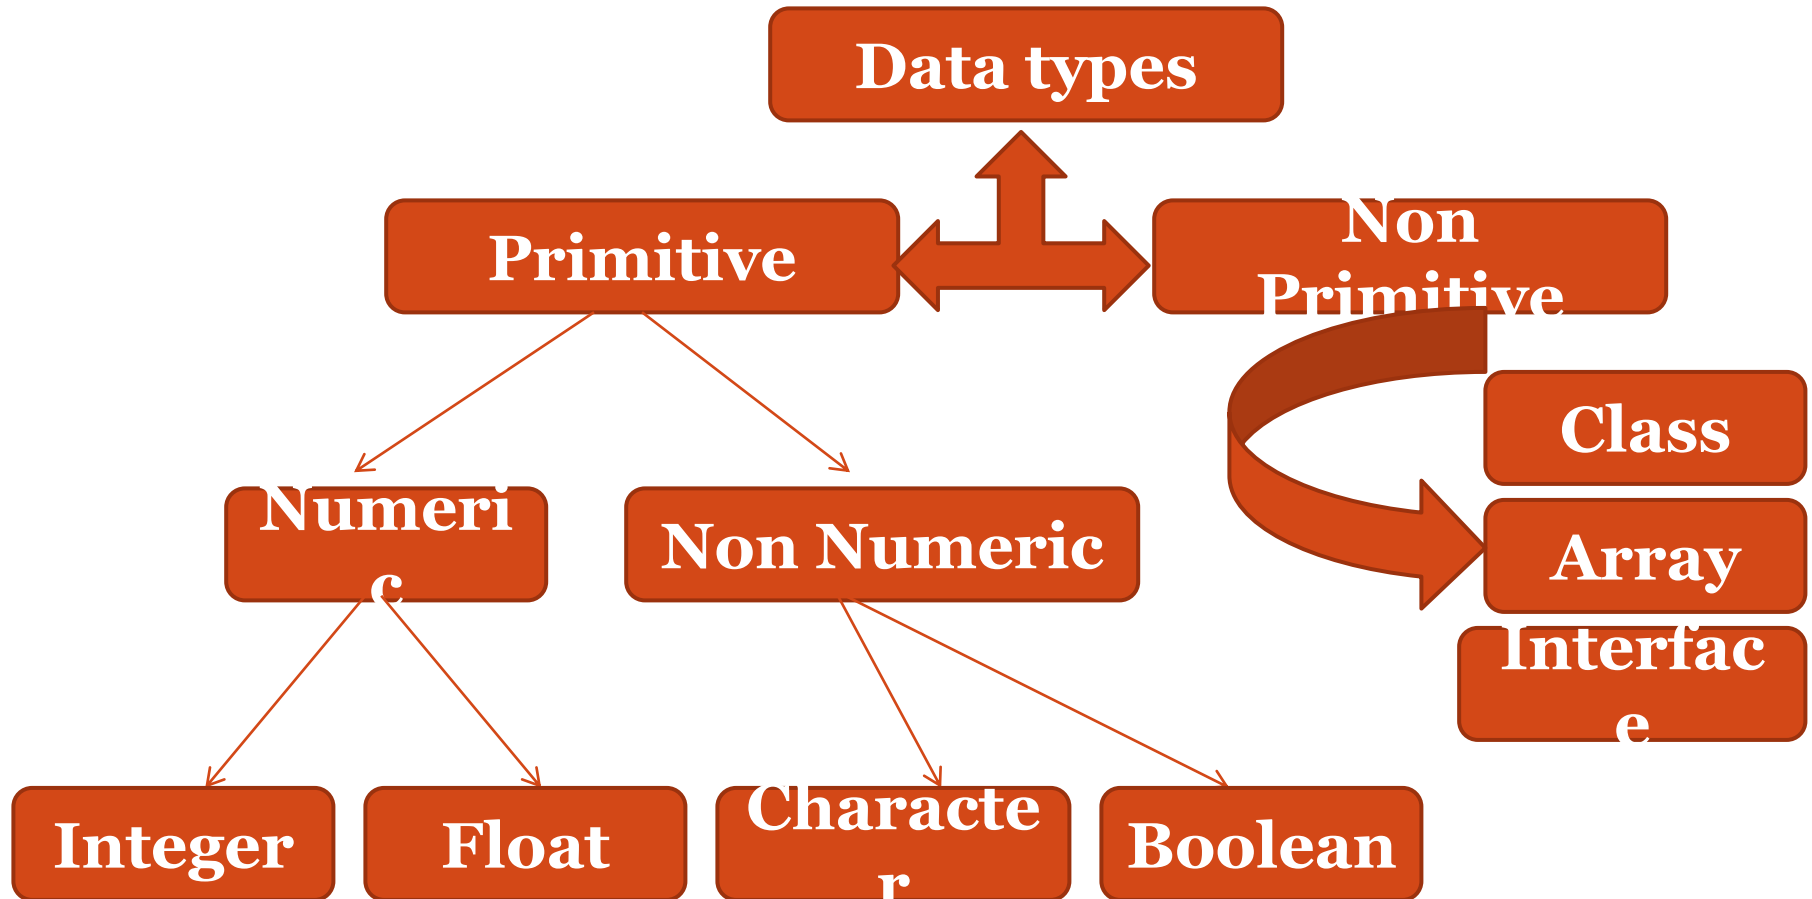 Data types
Primitive
Non
Primitive
Class
Numeri
c
Non Numeric
Array
Interfac
e
Integer
Float
Characte
r
Boolean